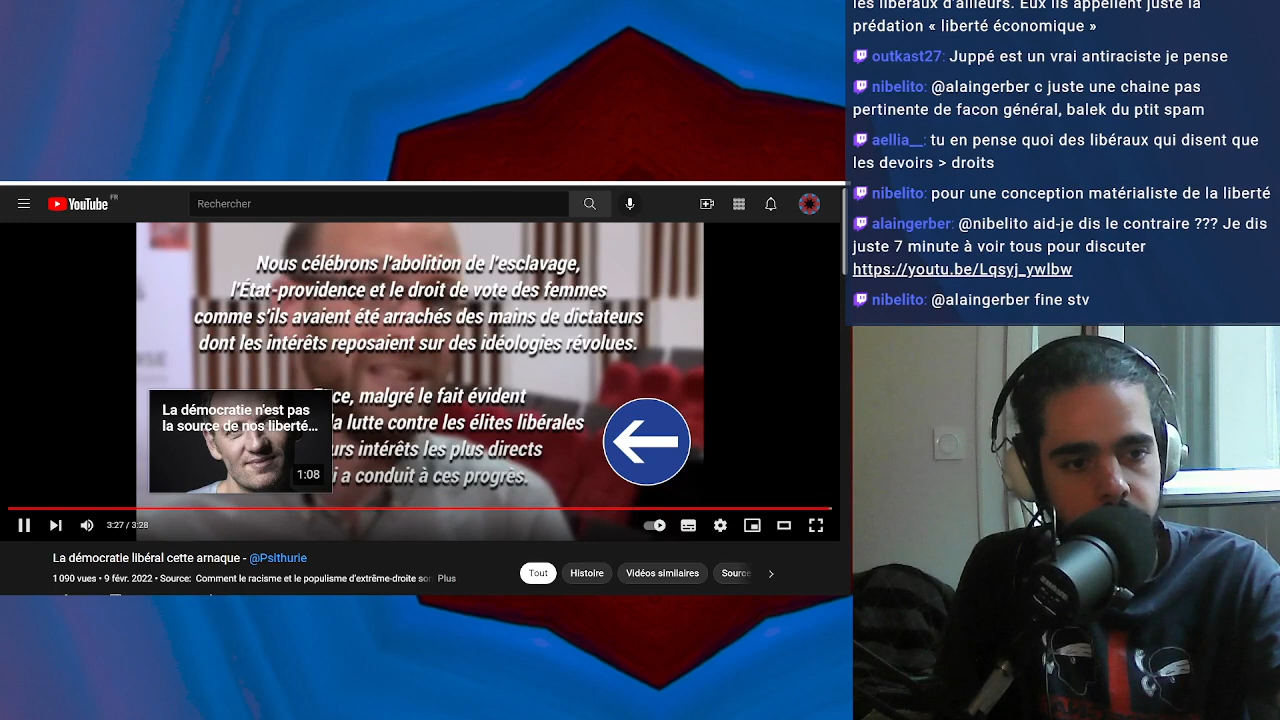 les libéraux d'ailleurs. Eux ils appellent juste la
prédation « liberté économique »
outkast27: Juppé est un vrai antiraciste je pense
nibelito: @alaingerber c juste une chaine pas
pertinente de facon général, balek du ptit spam
aellia__: tu en pense quoi des libéraux qui disent que
les devoirs > droits
nibelito: pour une conception matérialiste de la liberté
alaingerber: @nibelito aid-je dis le contraire ??? Je dis
juste 7 minute à voir tous pour discuter
https://youtu.be/Lqsyj_ywlbw
nibelito: @alaingerber fine stv
YouTube FR
Rechercher
Nous célébrons l'abolition de l'esclavage,
l'État-providence et le droit de vote des femmes
comme s'ils avaient été arrachés des mains de dictateurs
dont les intérêts reposaient sur des idéologies révolues.
ce, malgré le fait évident
la lutte contre les élites libérales
urs intérêts les plus directs
i a conduit à ces progrès.
La démocratie n'est pas
la source de nos liberté...
1:08
3:27 / 3:28
La démocratie libéral cette arnaque - @Psithurie
1 090 vues • 9 févr. 2022 • Source: Comment le racisme et le populisme d'extrême-droite so Plus
Tout Histoire Vidéos similaires Source